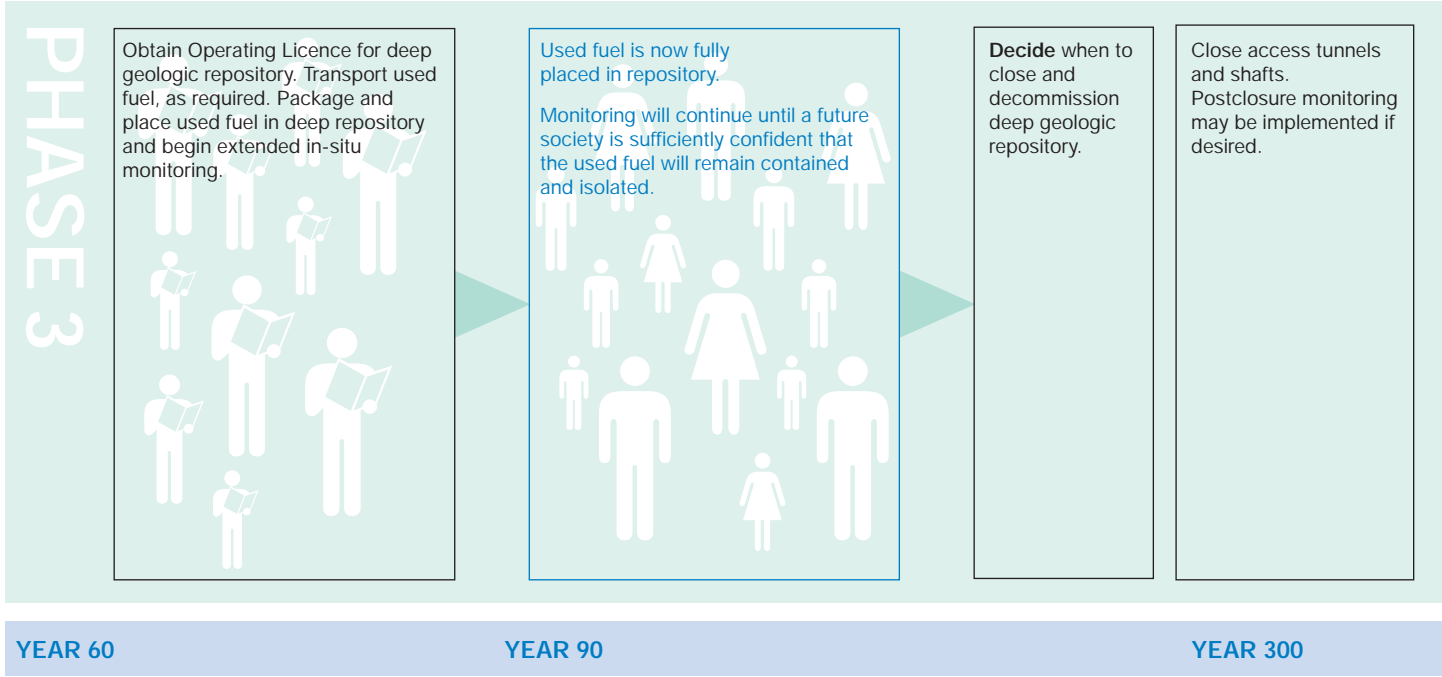 PHASE 3
Obtain Operating Licence for deep
geologic repository. Transport used
fuel, as required. Package and
place used fuel in deep repository
and begin extended in-situ
monitoring.
Used fuel is now fully
placed in repository.
Monitoring will continue until a future
society is sufficiently confident that
the used fuel will remain contained
and isolated.
Decide when to
close and
decommission
deep geologic
repository.
Close access tunnels
and shafts.
Postclosure monitoring
may be implemented if
desired.
YEAR 60
YEAR 90
YEAR 300